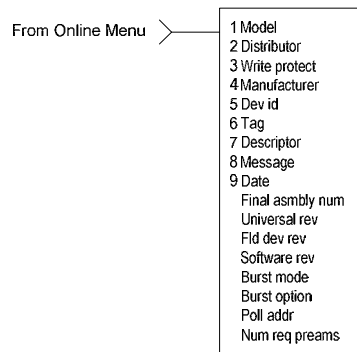 From Online Menu
1 Model
2 Distributor
3 Write protect
4 Manufacturer
5 Dev id
6 Tag
7 Descriptor
8 Message
9 Date
Final asmbly num
Universal rev
Fld dev rev
Software rev
Burst mode
Burst option
Poll addr
Num req preams